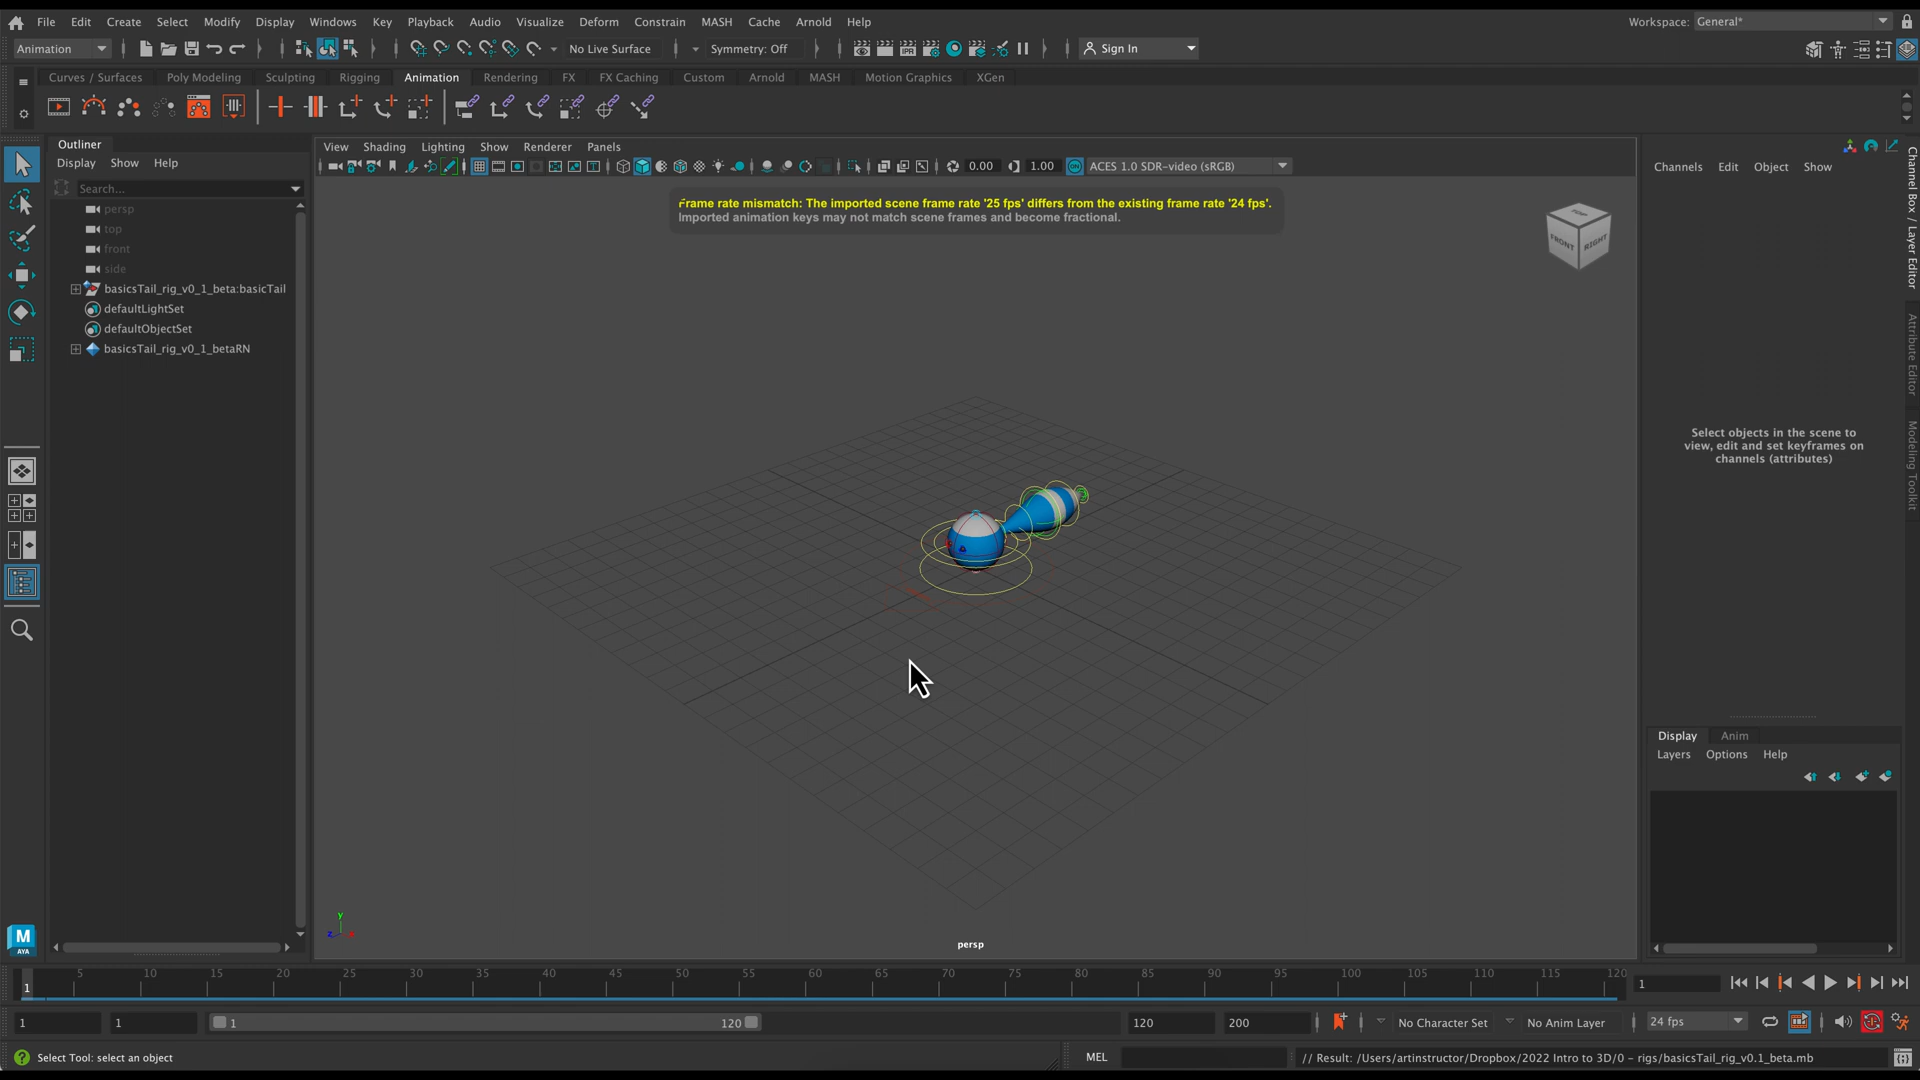 File Edit Create Select Modify Display Windows Key Playback Audio Visualize Deform Constrain MASH Cache Arnold Help Workspace: General*
Animation No Live Surface Symmetry: Off Sign In
Curves / Surfaces Poly Modeling Sculpting Rigging Animation Rendering FX FX Caching Custom Arnold MASH Motion Graphics XGen
Outliner
Display Show Help
Search...
persp
top
front
side
basicsTail_rig_v0_1_beta:basicTail
defaultLightSet
defaultObjectSet
basicsTail_rig_v0_1_betaRN
View Shading Lighting Show Renderer Panels
0.00 1.00 ACES 1.0 SDR-video (sRGB)
Frame rate mismatch: The imported scene frame rate '25 fps' differs from the existing frame rate '24 fps'.
Imported animation keys may not match scene frames and become fractional.
TOP
FRONT RIGHT
y
z x
persp
Channels Edit Object Show
Select objects in the scene to
view, edit and set keyframes on
channels (attributes)
Channel Box / Layer Editor
Attribute Editor
Modeling Toolkit
Display Anim
Layers Options Help
M
AYA
5 10 15 20 25 30 35 40 45 50 55 60 65 70 75 80 85 90 95 100 105 110 115 120
1 1
1 1 1 120 120 200 No Character Set No Anim Layer 24 fps
Select Tool: select an object MEL // Result: /Users/artinstructor/Dropbox/2022 Intro to 3D/0 - rigs/basicsTail_rig_v0.1_beta.mb